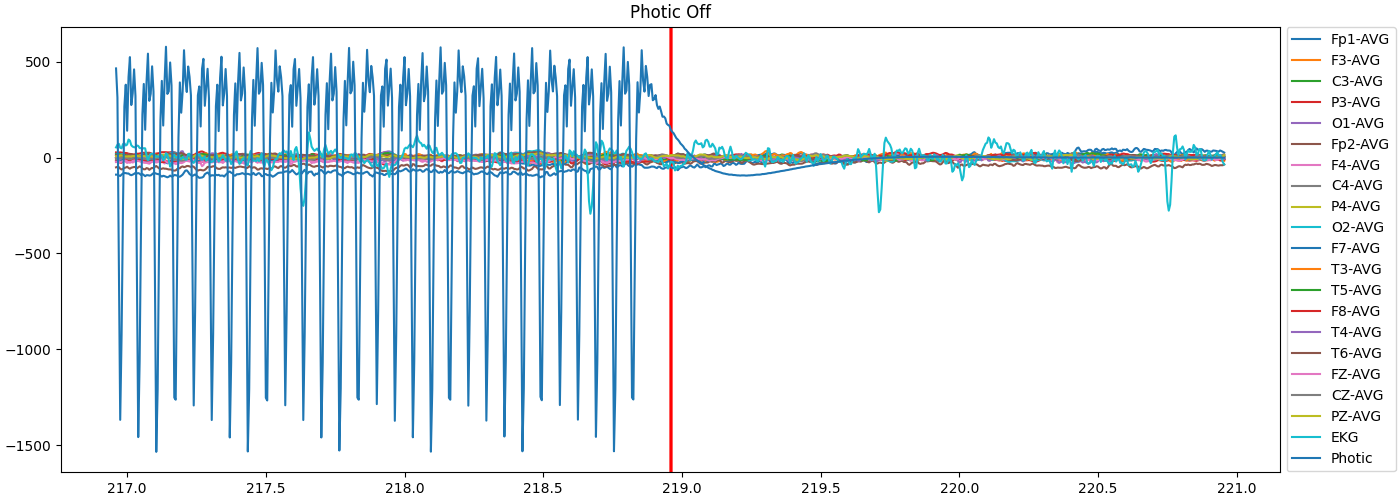 Photic Off
500
0
−500
−1000
−1500
217.0 217.5 218.0 218.5 219.0 219.5 220.0 220.5 221.0
Fp1-AVG
F3-AVG
C3-AVG
P3-AVG
O1-AVG
Fp2-AVG
F4-AVG
C4-AVG
P4-AVG
O2-AVG
F7-AVG
T3-AVG
T5-AVG
F8-AVG
T4-AVG
T6-AVG
FZ-AVG
CZ-AVG
PZ-AVG
EKG
Photic